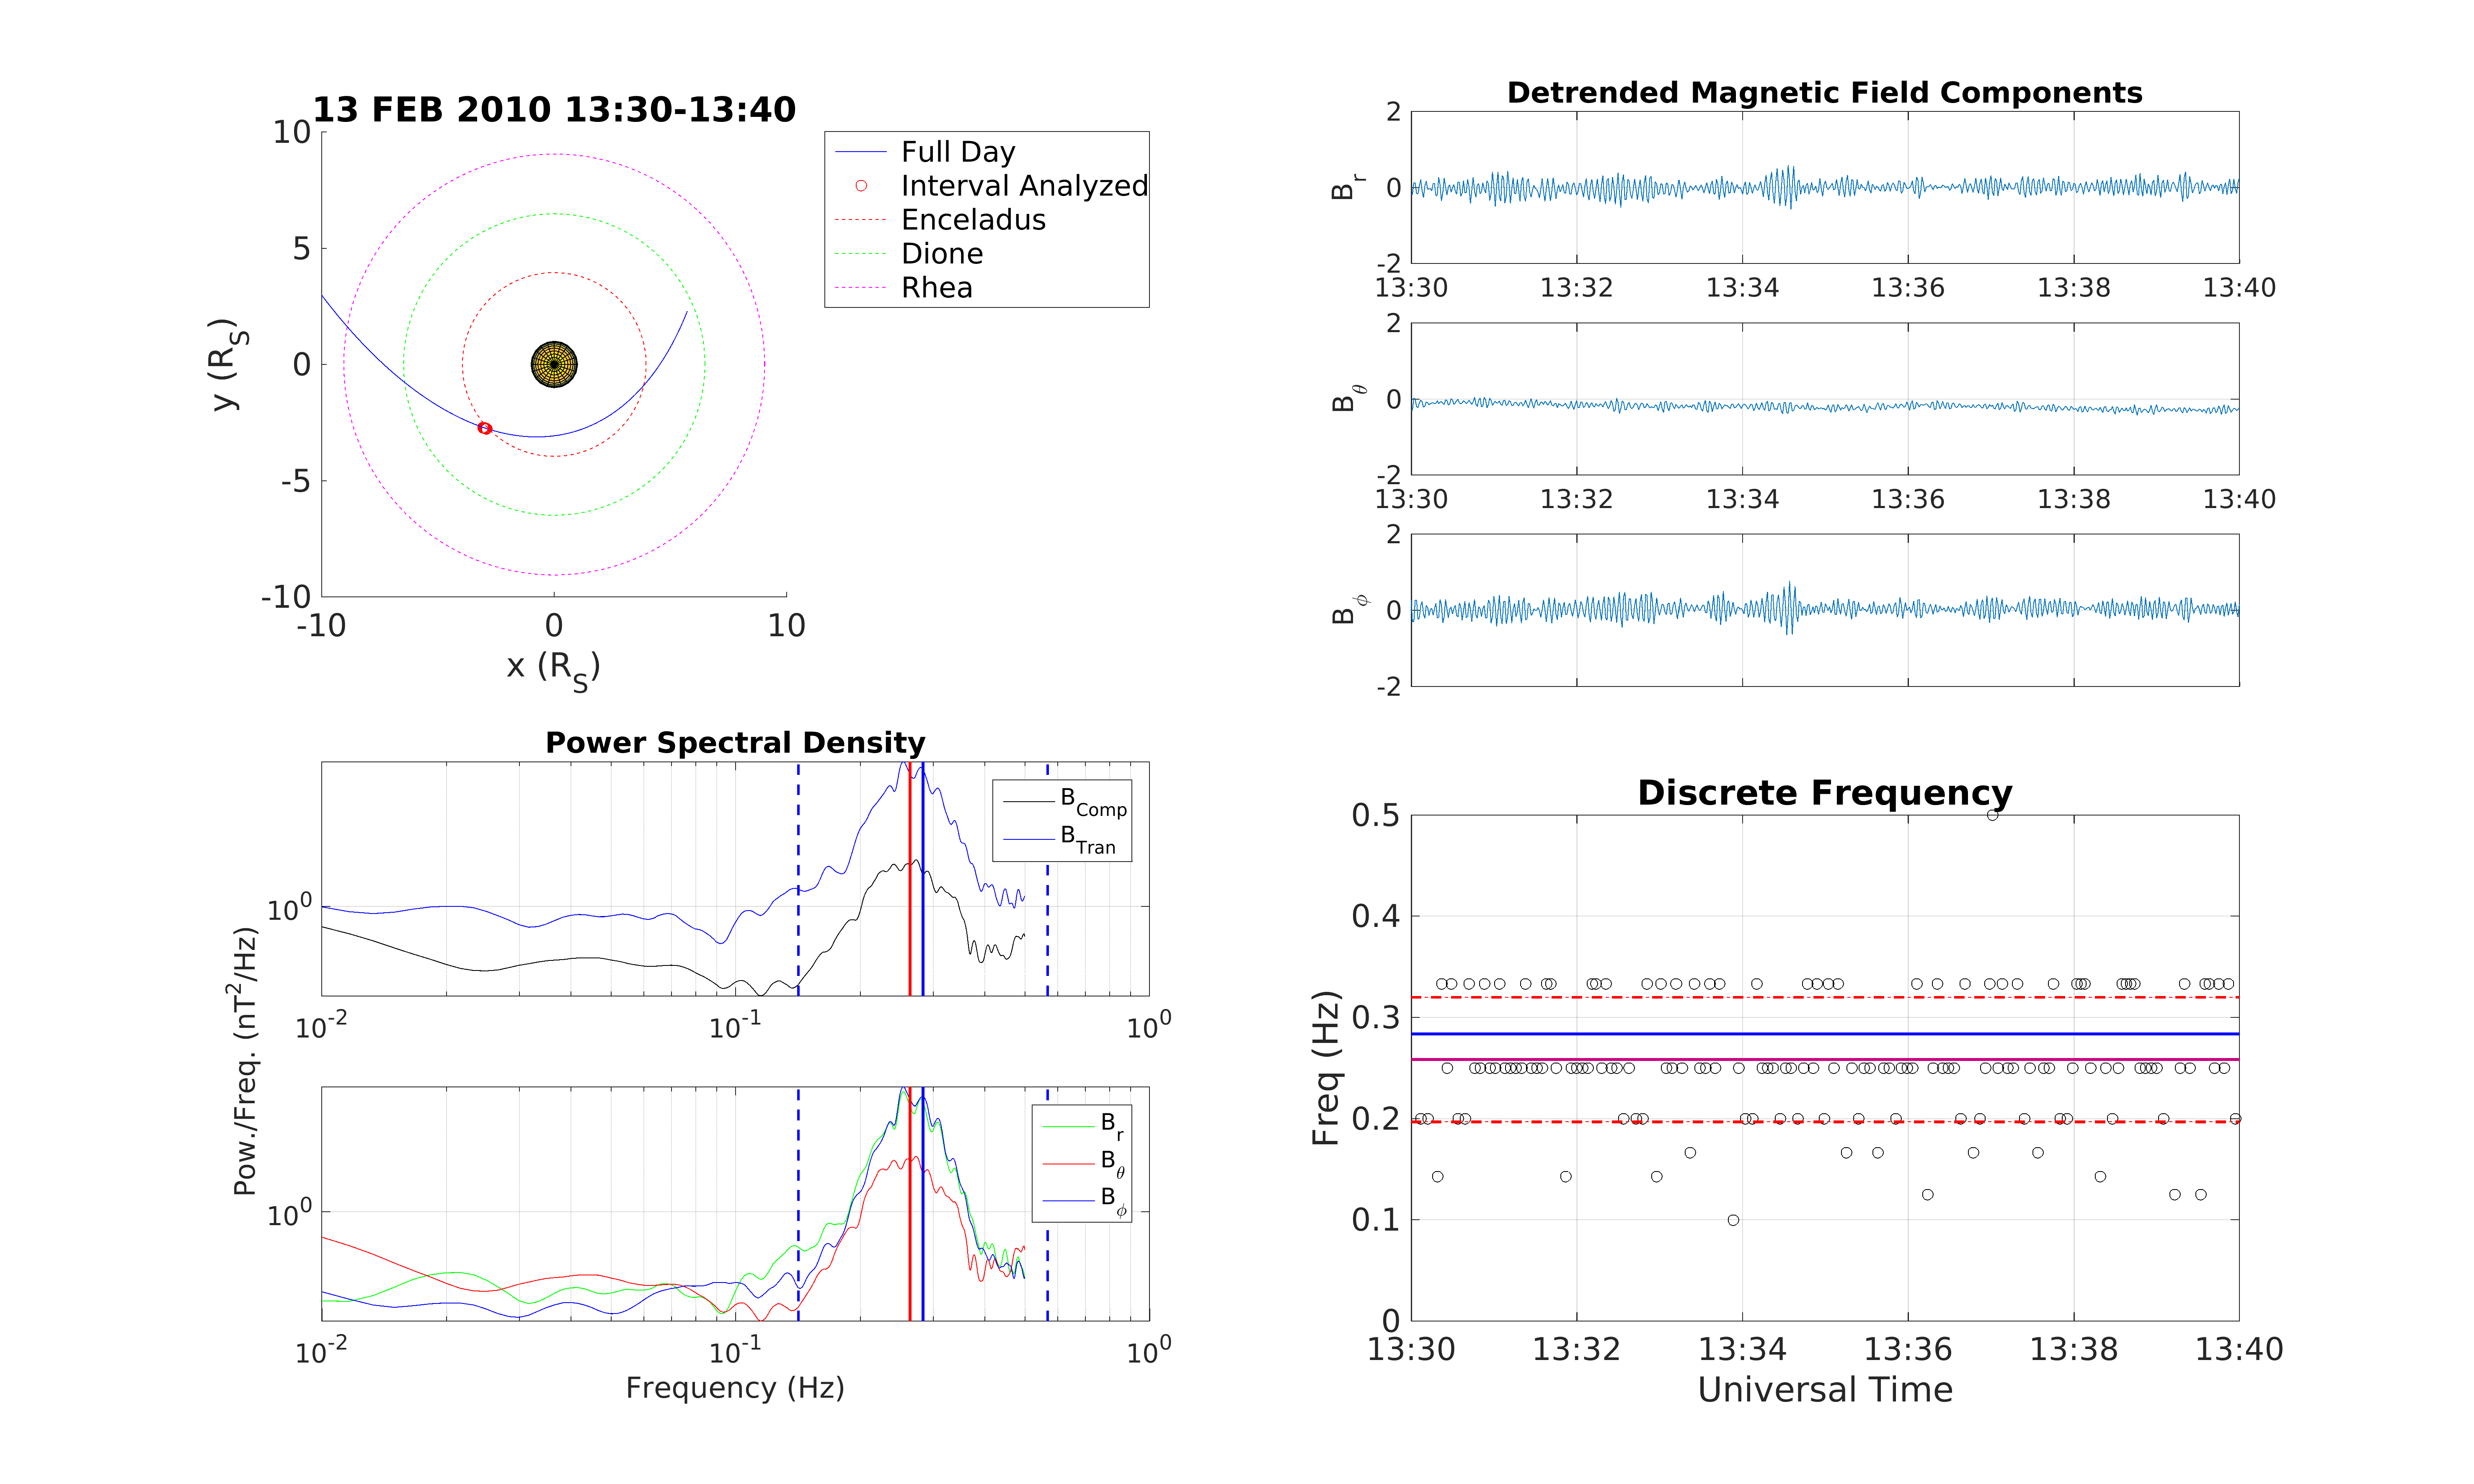 13 FEB 2010 13:30-13:40
10
5
0
-5
-10
-10 0 10
y (R_S)
x (R_S)
Full Day
Interval Analyzed
Enceladus
Dione
Rhea
Detrended Magnetic Field Components
2
0
-2
B_r
13:30 13:32 13:34 13:36 13:38 13:40
2
0
-2
B_θ
13:30 13:32 13:34 13:36 13:38 13:40
2
0
-2
B_ϕ
Power Spectral Density
B_Comp
B_Tran
10^0
10^-2 10^-1 10^0
Pow./Freq. (nT^2/Hz)
B_r
B_θ
B_ϕ
10^0
10^-2 10^-1 10^0
Frequency (Hz)
Discrete Frequency
0.5
0.4
0.3
0.2
0.1
0
Freq (Hz)
13:30 13:32 13:34 13:36 13:38 13:40
Universal Time